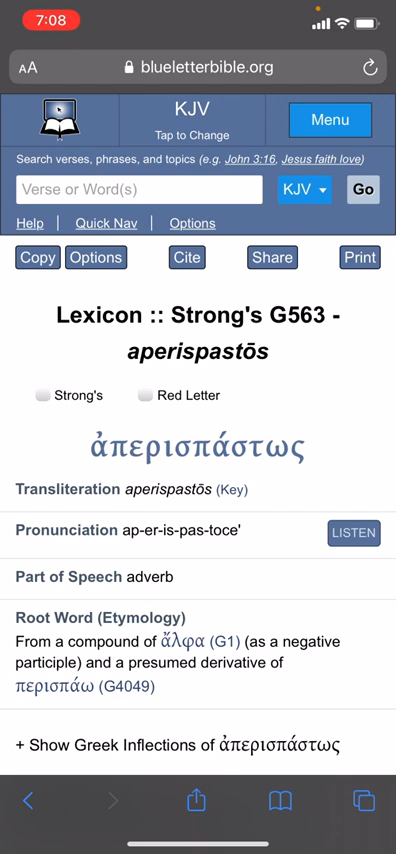 7:08
AA blueletterbible.org
KJV
Tap to Change
Menu
Search verses, phrases, and topics (e.g. John 3:16, Jesus faith love)
Verse or Word(s) KJV Go
Help | Quick Nav | Options
Copy Options Cite Share Print
Lexicon :: Strong's G563 -
aperispastōs
Strong's Red Letter
ἀπερισπάστως
Transliteration aperispastōs (Key)
Pronunciation ap-er-is-pas-toce' LISTEN
Part of Speech adverb
Root Word (Etymology)
From a compound of ἄλφα (G1) (as a negative
participle) and a presumed derivative of
περισπάω (G4049)
+ Show Greek Inflections of ἀπερισπάστως